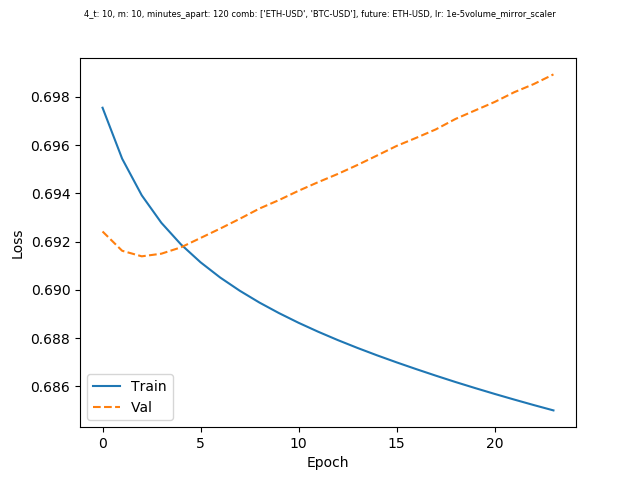 4_t: 10, m: 10, minutes_apart: 120 comb: ['ETH-USD', 'BTC-USD'], future: ETH-USD, lr: 1e-5volume_mirror_scaler
0.698
0.696
0.694
0.692
0.690
0.688
0.686
Loss
Train
Val
0 5 10 15 20
Epoch